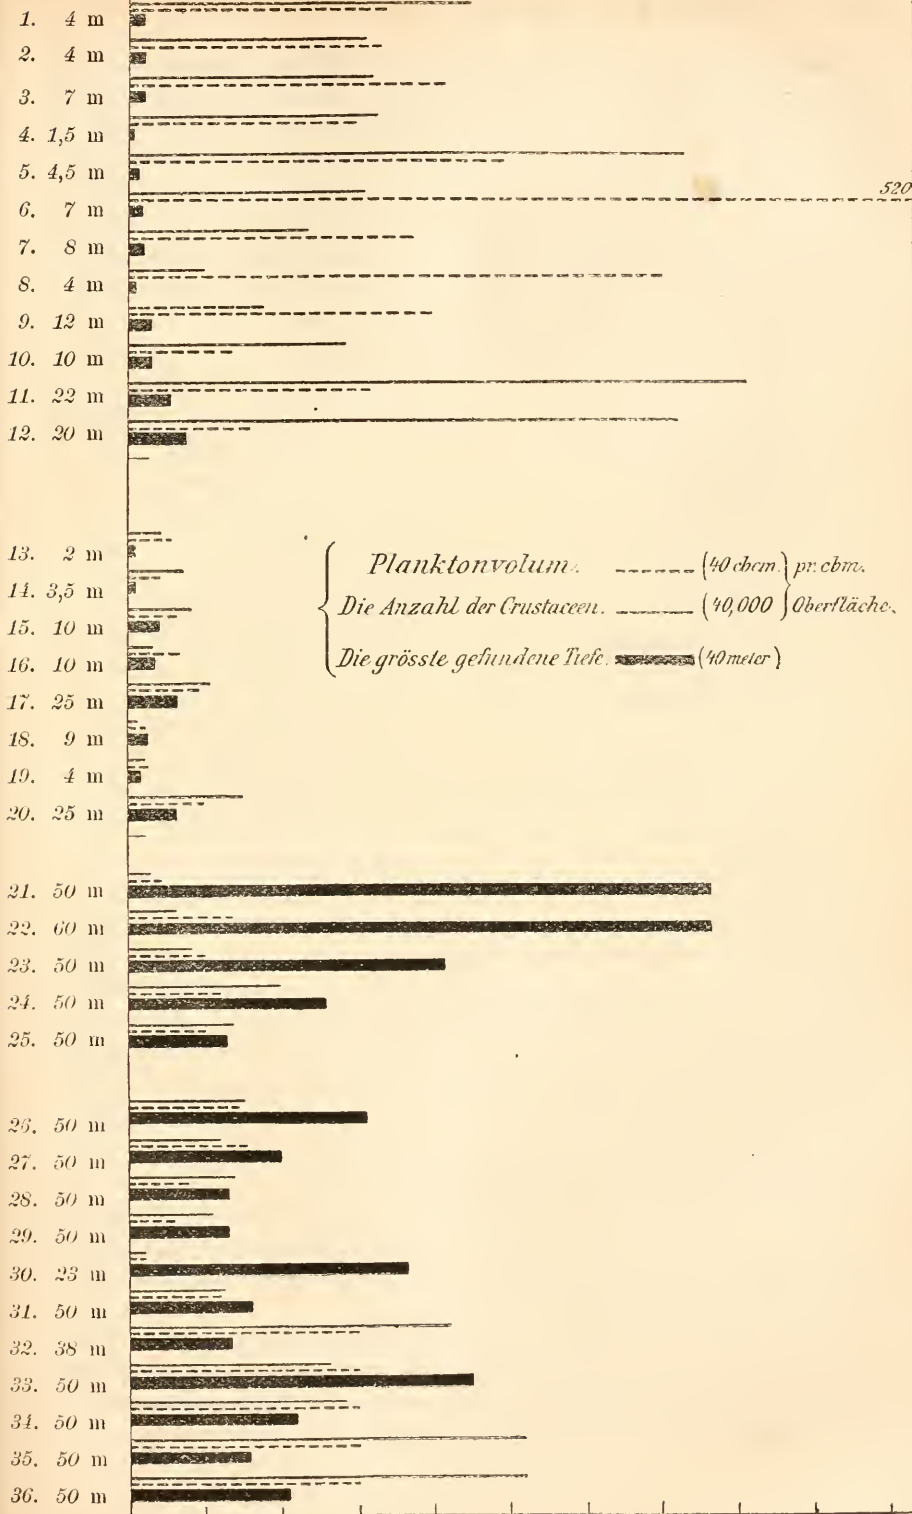 1. 4 m
2. 4 m
3. 7 m
4. 1,5 m
5. 4,5 m
520
6. 7 m
7. 8 m
8. 4 m
9. 12 m
10. 10 m
11. 22 m
12. 20 m
13. 2 m
Planktonvolum. (40 cbcm.) pr. cbm.
14. 3,5 m
Die Anzahl der Crustaceen. (40,000) Oberfläche.
15. 10 m
16. 10 m
Die grösste gefundene Tiefe. (40 meter)
17. 25 m
18. 9 m
19. 4 m
20. 25 m
21. 50 m
22. 60 m
23. 50 m
24. 50 m
25. 50 m
26. 50 m
27. 50 m
28. 50 m
29. 50 m
30. 23 m
31. 50 m
32. 38 m
33. 50 m
34. 50 m
35. 50 m
36. 50 m